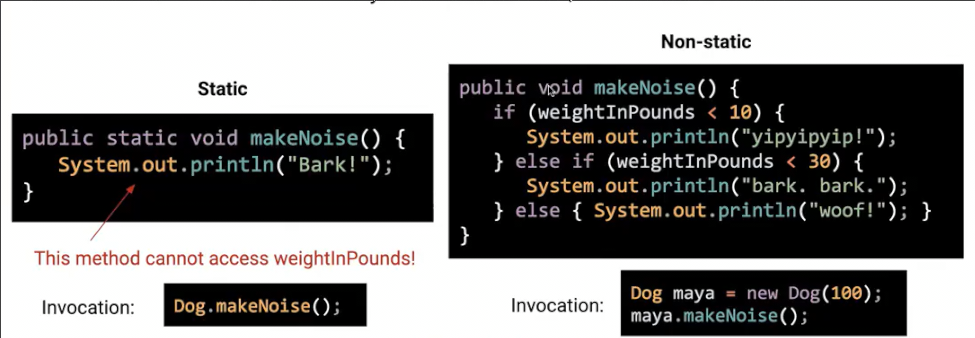 Static
public static void makeNoise() {
   System.out.println("Bark!");
}
This method cannot access weightInPounds!
Invocation:
Dog.makeNoise();
Non-static
public void makeNoise() {
   if (weightInPounds < 10) {
      System.out.println("yipyipyip!");
   } else if (weightInPounds < 30) {
      System.out.println("bark. bark.");
   } else { System.out.println("woof!"); }
}
Invocation:
Dog maya = new Dog(100);
maya.makeNoise();